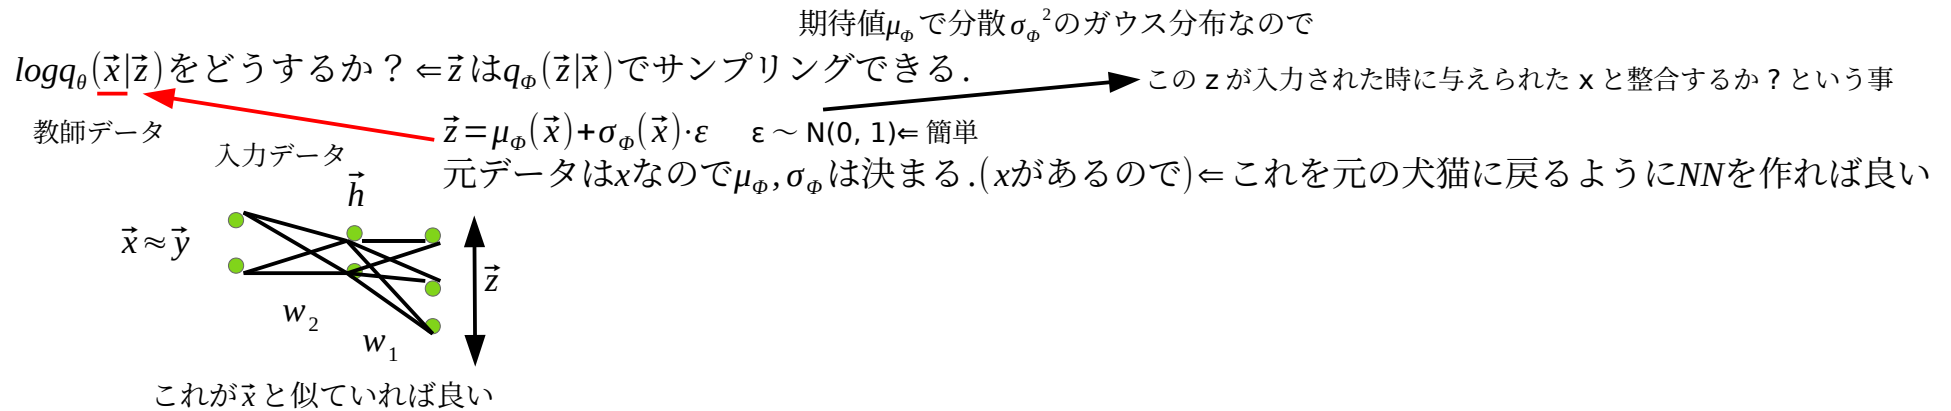 期待値μ_Φで分散σ_Φ²のガウス分布なので
logq_θ(x⃗|z⃗)をどうするか？⇐z⃗はq_Φ(z⃗|x⃗)でサンプリングできる.
この z が入力された時に与えられた x と整合するか ? という事
教師データ
z⃗=μ_Φ(x⃗)+σ_Φ(x⃗)·ε ε ～ N(0, 1)⇐ 簡単
入力データ
元データはxなのでμ_Φ,σ_Φは決まる.(xがあるので)⇐これを元の犬猫に戻るようにNNを作れば良い
h⃗
x⃗≈y⃗
z⃗
w₂
w₁
これがx⃗と似ていれば良い